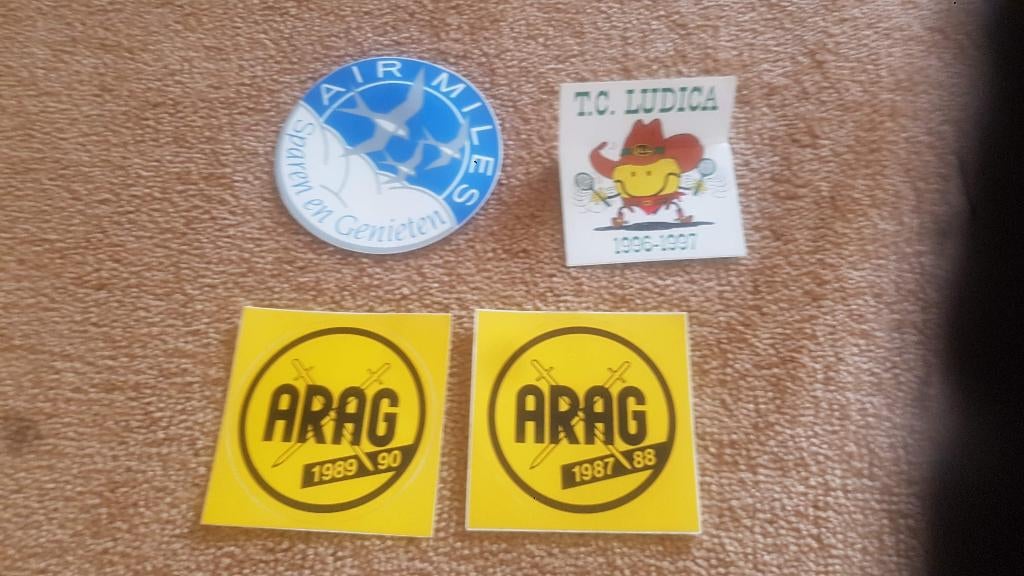 AIR MILES
Sparen en Genieten
T.C. LUDICA
1996-1997
ARAG
1989 90
ARAG
1987 88